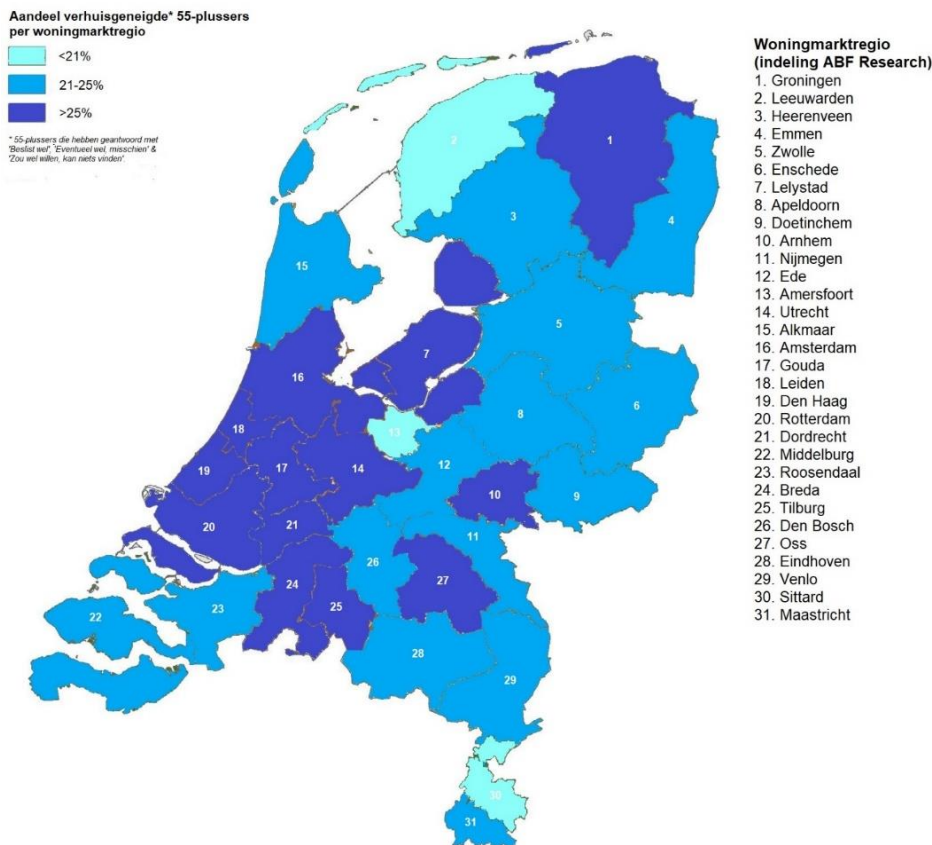 Aandeel verhuisgeneigde* 55-plussers
per woningmarktregio
<21%
21-25%
>25%
* 55-plussers die hebben geantwoord met
'Beslist wel', 'Eventueel wel, misschien' &
'Zou wel willen, kan niets vinden'.
Woningmarktregio
(indeling ABF Research)
1. Groningen
2. Leeuwarden
3. Heerenveen
4. Emmen
5. Zwolle
6. Enschede
7. Lelystad
8. Apeldoorn
9. Doetinchem
10. Arnhem
11. Nijmegen
12. Ede
13. Amersfoort
14. Utrecht
15. Alkmaar
16. Amsterdam
17. Gouda
18. Leiden
19. Den Haag
20. Rotterdam
21. Dordrecht
22. Middelburg
23. Roosendaal
24. Breda
25. Tilburg
26. Den Bosch
27. Oss
28. Eindhoven
29. Venlo
30. Sittard
31. Maastricht
2
1
3
4
15
5
7
16
6
13
8
18
12
17
14
19
10
9
20
21
11
26
24
27
25
23
22
28
29
30
31